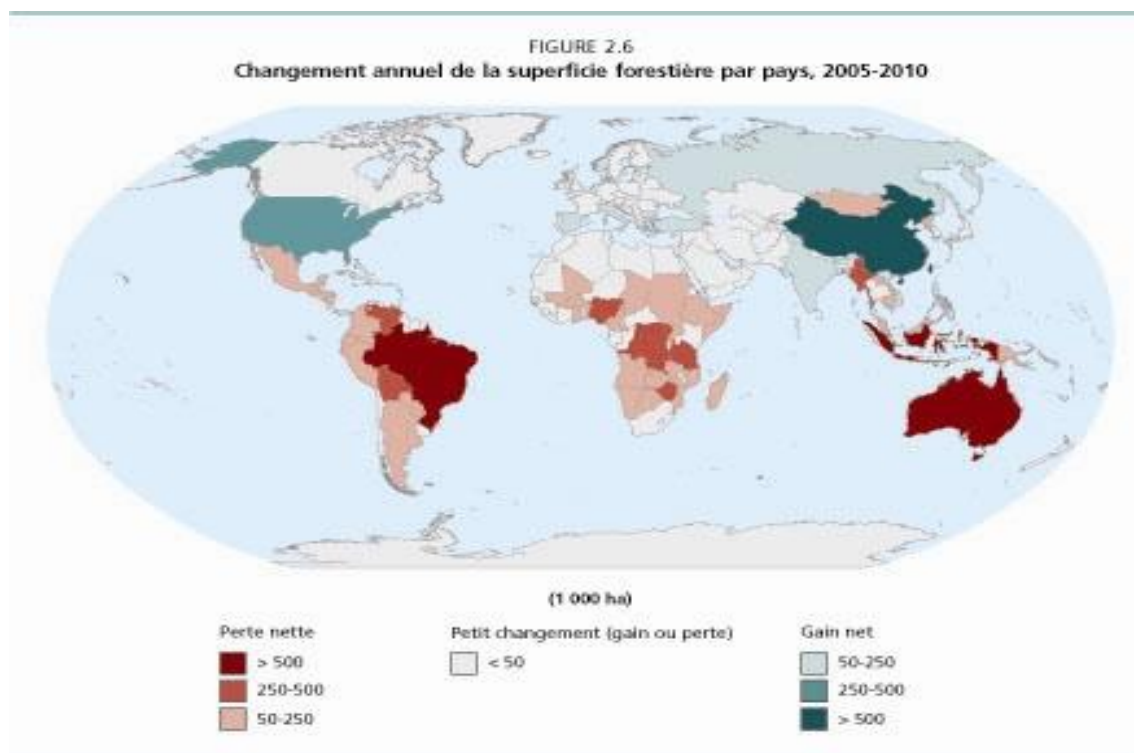 FIGURE 2.6
Changement annuel de la superficie forestière par pays, 2005-2010
(1 000 ha)
Perte nette
> 500
250-500
50-250
Petit changement (gain ou perte)
< 50
Gain net
50-250
250-500
> 500